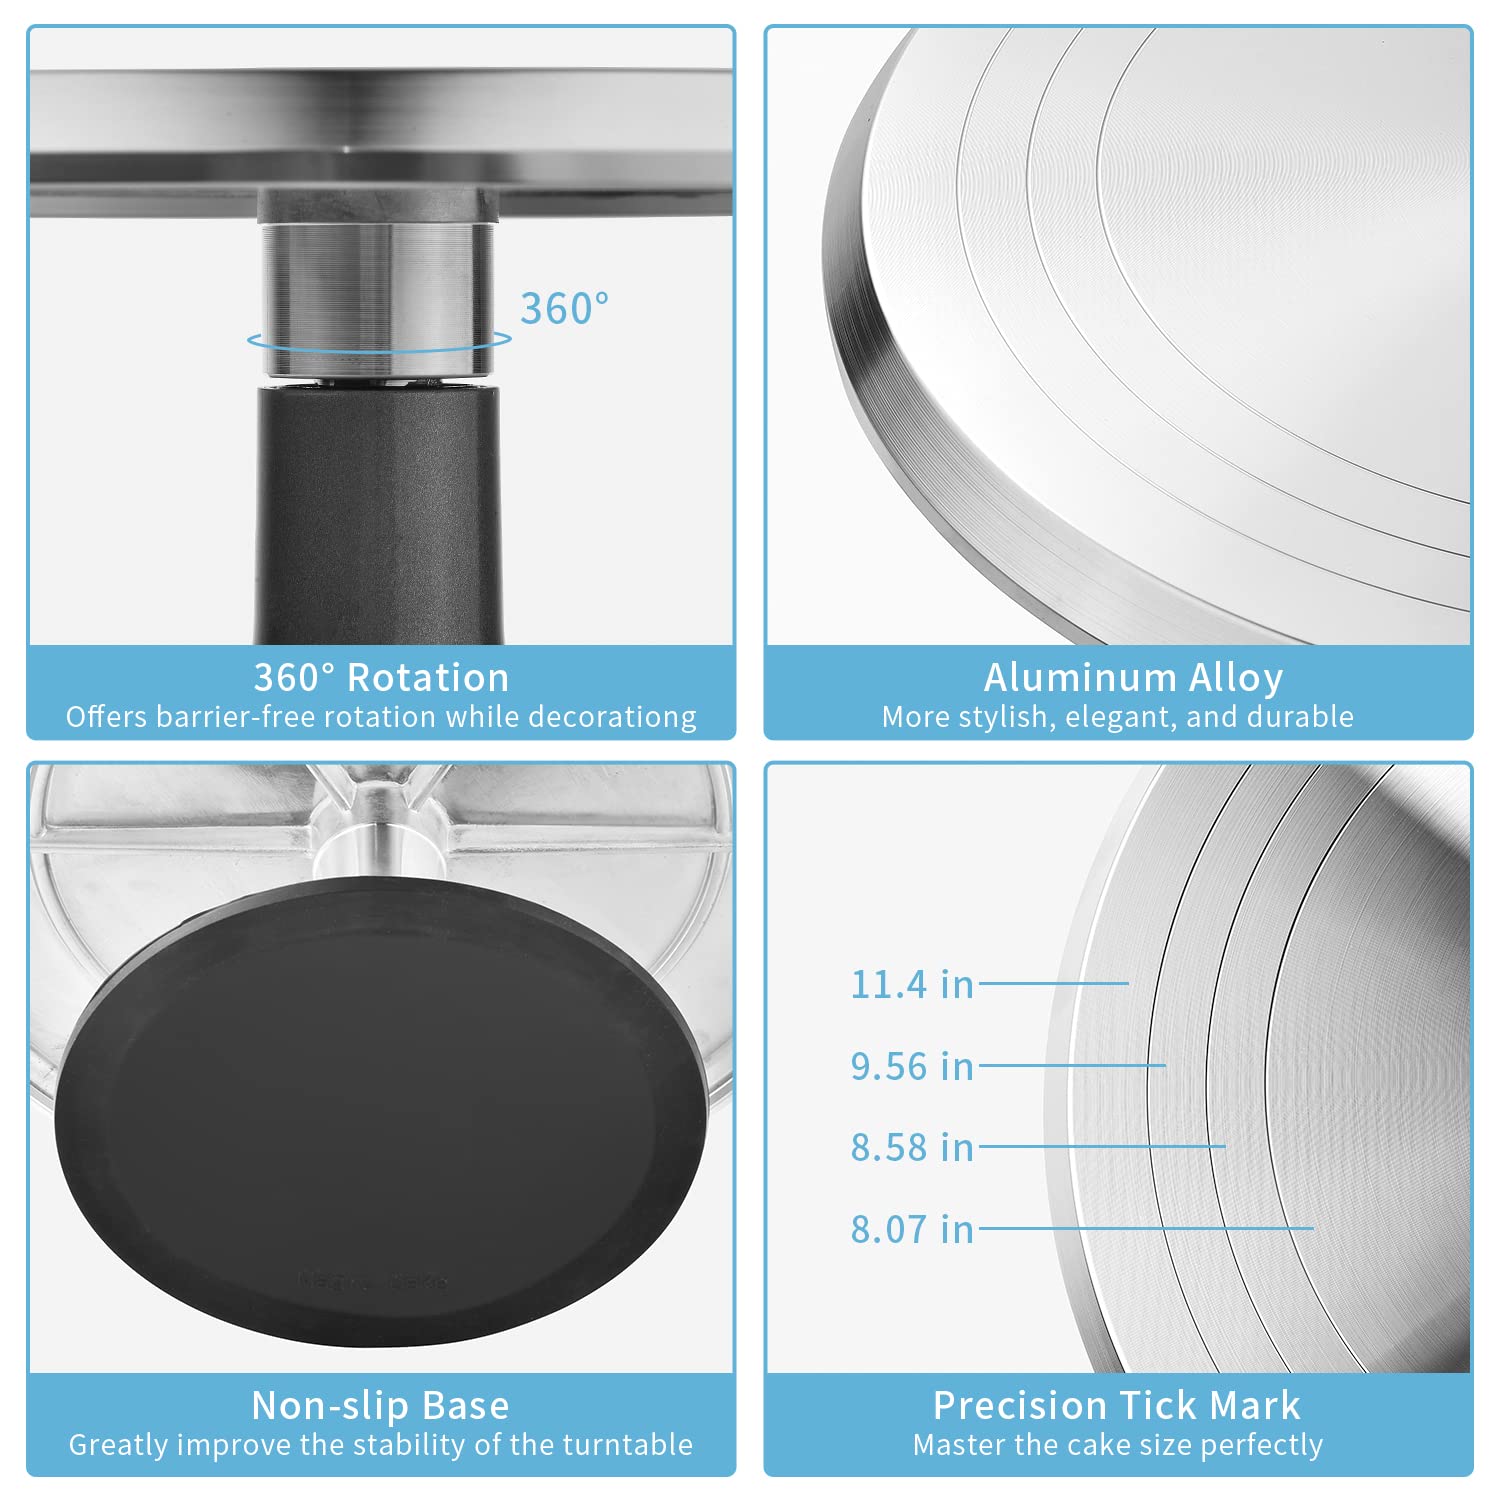 360°
360° Rotation
Offers barrier-free rotation while decorationg
Aluminum Alloy
More stylish, elegant, and durable
Non-slip Base
Greatly improve the stability of the turntable
11.4 in
9.56 in
8.58 in
8.07 in
Precision Tick Mark
Master the cake size perfectly